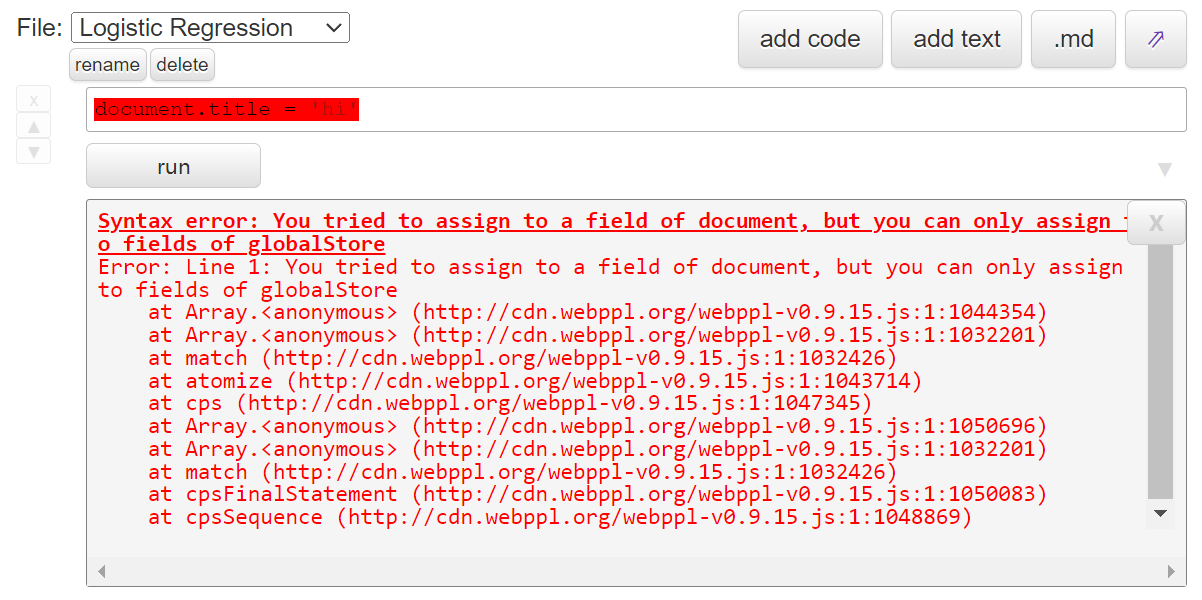 File: Logistic Regression
rename delete
add code add text .md ⇗
x
▲
▼
document.title = 'hi'
run ▼
Syntax error: You tried to assign to a field of document, but you can only assign t
o fields of globalStore
X
Error: Line 1: You tried to assign to a field of document, but you can only assign
to fields of globalStore
at Array.<anonymous> (http://cdn.webppl.org/webppl-v0.9.15.js:1:1044354)
at Array.<anonymous> (http://cdn.webppl.org/webppl-v0.9.15.js:1:1032201)
at match (http://cdn.webppl.org/webppl-v0.9.15.js:1:1032426)
at atomize (http://cdn.webppl.org/webppl-v0.9.15.js:1:1043714)
at cps (http://cdn.webppl.org/webppl-v0.9.15.js:1:1047345)
at Array.<anonymous> (http://cdn.webppl.org/webppl-v0.9.15.js:1:1050696)
at Array.<anonymous> (http://cdn.webppl.org/webppl-v0.9.15.js:1:1032201)
at match (http://cdn.webppl.org/webppl-v0.9.15.js:1:1032426)
at cpsFinalStatement (http://cdn.webppl.org/webppl-v0.9.15.js:1:1050083)
at cpsSequence (http://cdn.webppl.org/webppl-v0.9.15.js:1:1048869)